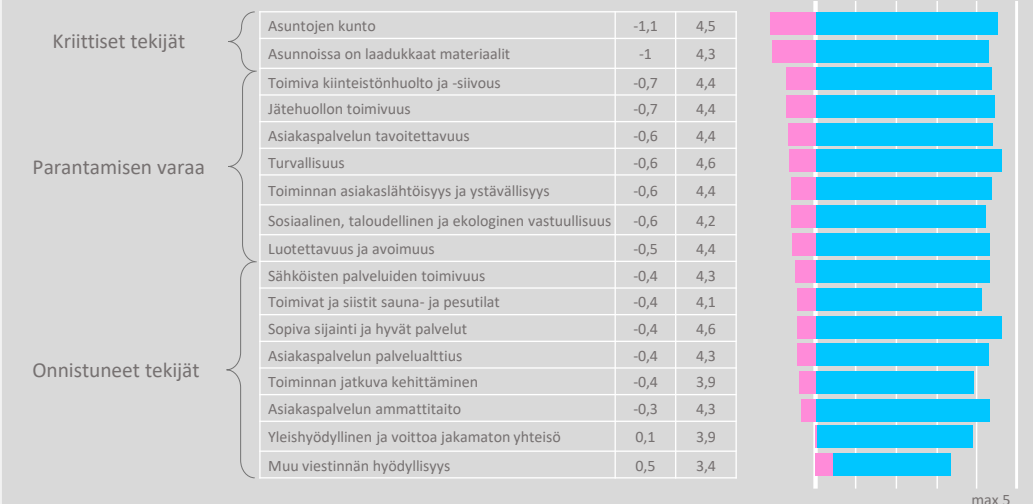 Kriittiset tekijät
Asuntojen kunto -1,1 4,5
Asunnoissa on laadukkaat materiaalit -1 4,3
Parantamisen varaa
Toimiva kiinteistönhuolto ja -siivous -0,7 4,4
Jätehuollon toimivuus -0,7 4,4
Asiakaspalvelun tavoitettavuus -0,6 4,4
Turvallisuus -0,6 4,6
Toiminnan asiakaslähtöisyys ja ystävällisyys -0,6 4,4
Sosiaalinen, taloudellinen ja ekologinen vastuullisuus -0,6 4,2
Luotettavuus ja avoimuus -0,5 4,4
Onnistuneet tekijät
Sähköisten palveluiden toimivuus -0,4 4,3
Toimivat ja siistit sauna- ja pesutilat -0,4 4,1
Sopiva sijainti ja hyvät palvelut -0,4 4,6
Asiakaspalvelun palvelualttius -0,4 4,3
Toiminnan jatkuva kehittäminen -0,4 3,9
Asiakaspalvelun ammattitaito -0,3 4,3
Yleishyödyllinen ja voittoa jakamaton yhteisö 0,1 3,9
Muu viestinnän hyödyllisyys 0,5 3,4
max 5